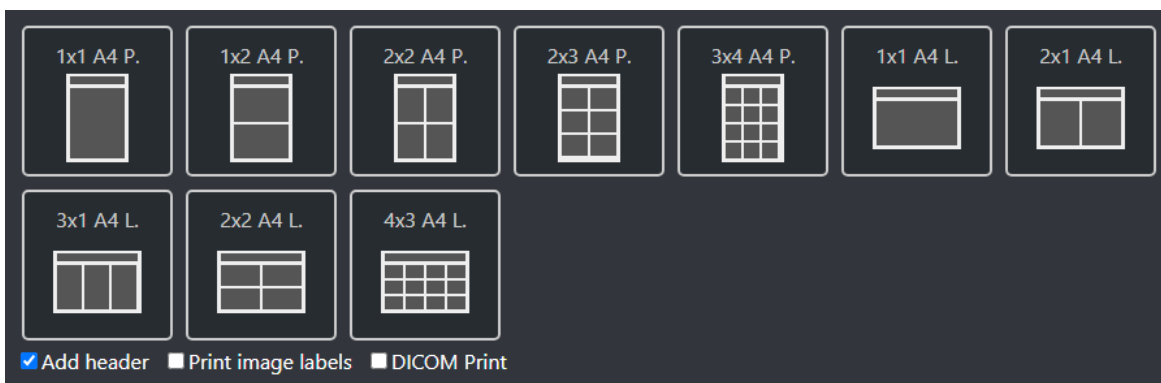 1x1 A4 P.
1x2 A4 P.
2x2 A4 P.
2x3 A4 P.
3x4 A4 P.
1x1 A4 L.
2x1 A4 L.
3x1 A4 L.
2x2 A4 L.
4x3 A4 L.
Add header
Print image labels
DICOM Print